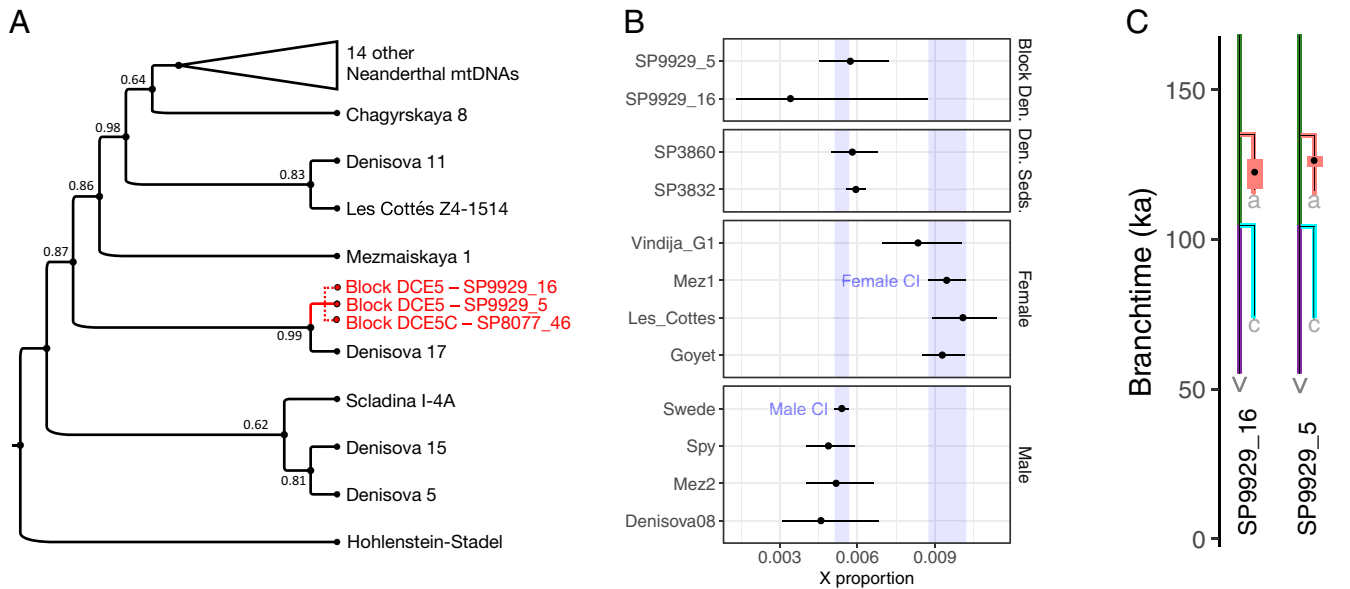 A
14 other
Neanderthal mtDNAs
0.64
Chagyrskaya 8
0.98
Denisova 11
0.83
0.86
Les Cottés Z4-1514
0.87
Mezmaiskaya 1
Block DCE5 – SP9929_16
Block DCE5 – SP9929_5
Block DCE5C – SP8077_46
0.99
Denisova 17
Scladina I-4A
0.62
Denisova 15
0.81
Denisova 5
Hohlenstein-Stadel
B
SP9929_5
SP9929_16
Block Den.
SP3860
SP3832
Den. Seds.
Vindija_G1
Mez1
Female CI
Les_Cottes
Goyet
Female
Swede
Male CI
Spy
Mez2
Denisova08
Male
0.003
0.006
0.009
X proportion
C
Branchtime (ka)
150
100
50
0
a
a
c
c
V
V
SP9929_16
SP9929_5